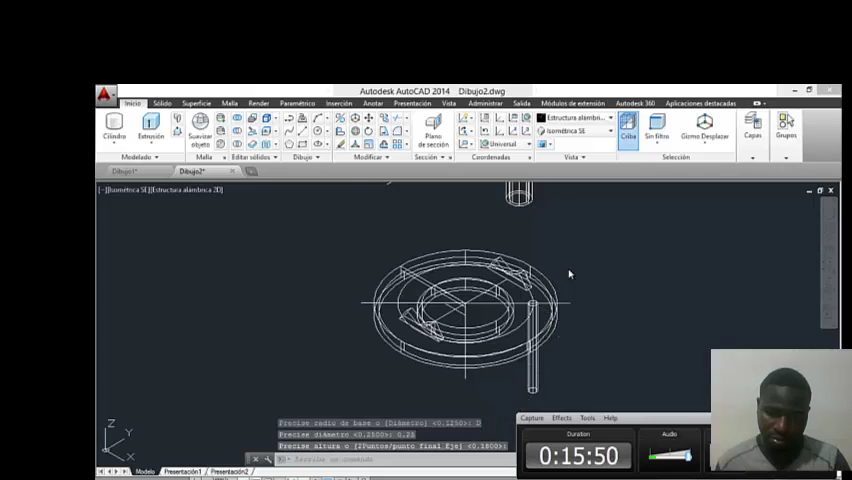 Autodesk AutoCAD 2014 Dibujo2.dwg
Inicio Sólido Superficie Malla Render Paramétrico Inserción Anotar Presentación Vista Administrar Salida Módulos de extensión Autodesk 360 Aplicaciones destacadas
Cilindro Extrusión Suavizar objeto Plano de sección Universal Estructura alámbri... Isométrica SE Criba Sin filtro Gizmo Desplazar Capas Grupos
Modelado Malla Editar sólidos Dibujo Modificar Sección Coordenadas Vista Selección
Dibujo1* Dibujo2*
[-][Isométrica SE][Estructura alámbrica 2D]
Z
Y
X
Precise radio de base o [Diámetro] <0.1250>: D
Precise diámetro <0.2500>: 0.25
Precise altura o [2Puntos/punto final Eje] <0.1800>:
Escriba un comando
Modelo Presentación1 Presentación2
Capture Effects Tools Help
Duration Audio
0:15:50